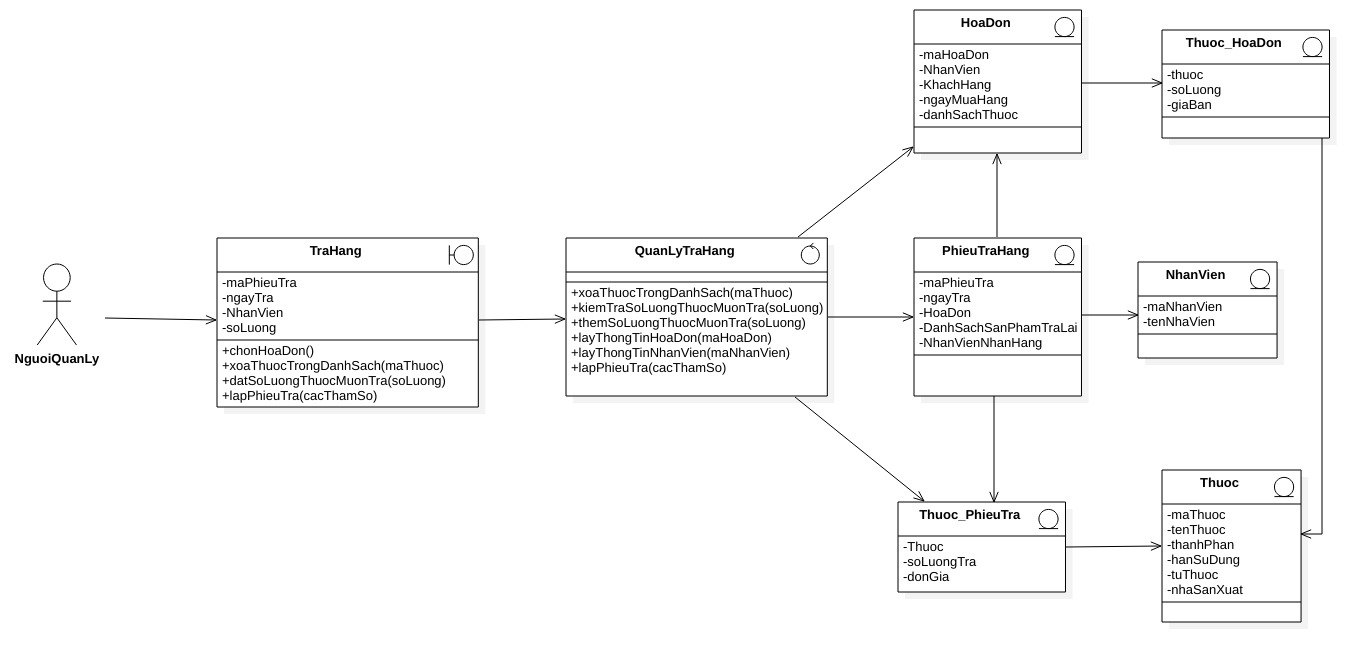 NguoiQuanLy
TraHang
-maPhieuTra
-ngayTra
-NhanVien
-soLuong
+chonHoaDon()
+xoaThuocTrongDanhSach(maThuoc)
+datSoLuongThuocMuonTra(soLuong)
+lapPhieuTra(cacThamSo)
QuanLyTraHang
+xoaThuocTrongDanhSach(maThuoc)
+kiemTraSoLuongThuocMuonTra(soLuong)
+themSoLuongThuocMuonTra(soLuong)
+layThongTinHoaDon(maHoaDon)
+layThongTinNhanVien(maNhanVien)
+lapPhieuTra(cacThamSo)
HoaDon
-maHoaDon
-NhanVien
-KhachHang
-ngayMuaHang
-danhSachThuoc
Thuoc_HoaDon
-thuoc
-soLuong
-giaBan
PhieuTraHang
-maPhieuTra
-ngayTra
-HoaDon
-DanhSachSanPhamTraLai
-NhanVienNhanHang
NhanVien
-maNhanVien
-tenNhaVien
Thuoc_PhieuTra
-Thuoc
-soLuongTra
-donGia
Thuoc
-maThuoc
-tenThuoc
-thanhPhan
-hanSuDung
-tuThuoc
-nhaSanXuat